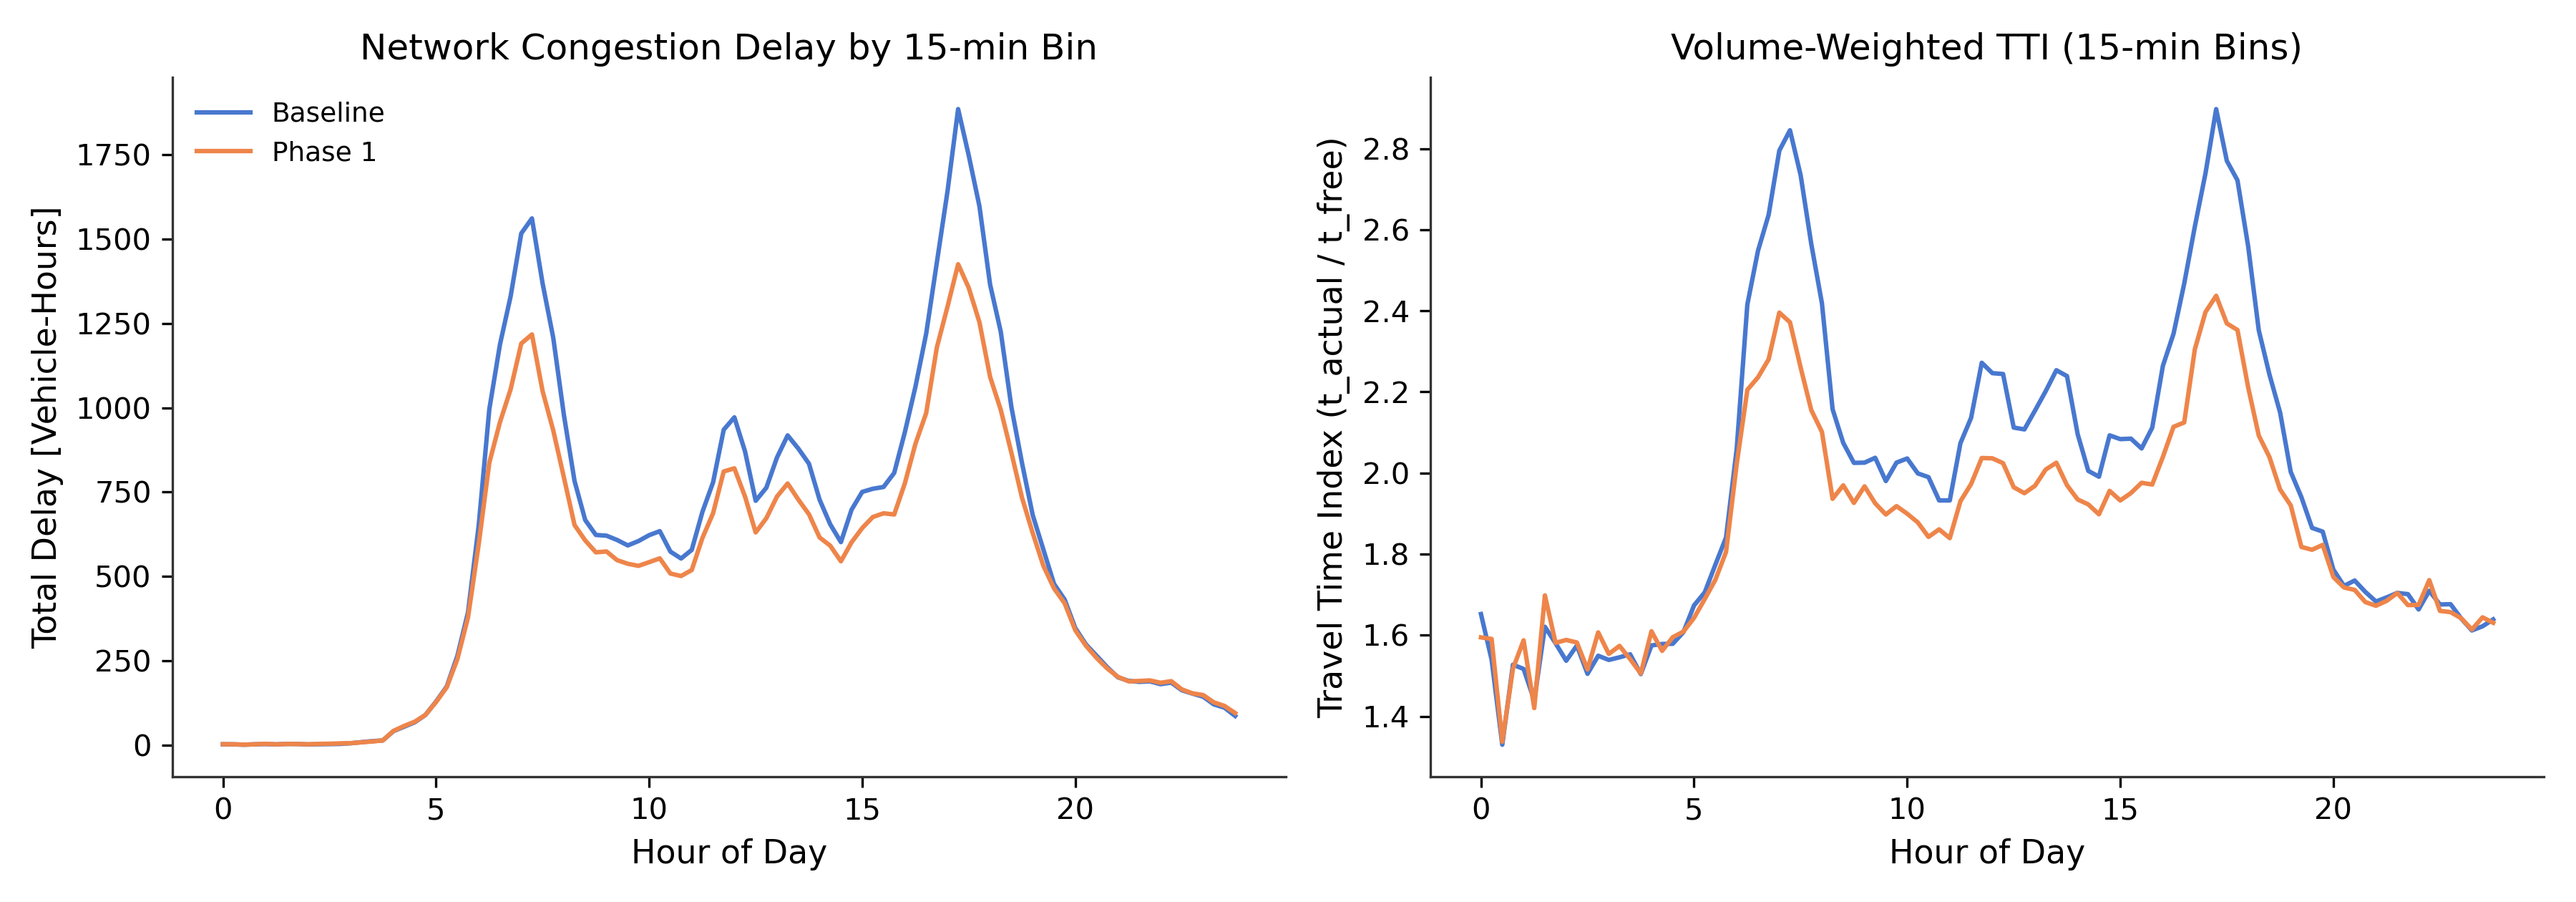 Network Congestion Delay by 15-min Bin
Baseline
Phase 1
Total Delay [Vehicle-Hours]
1750
1500
1250
1000
750
500
250
0
0 5 10 15 20
Hour of Day
Volume-Weighted TTI (15-min Bins)
Travel Time Index (t_actual / t_free)
2.8
2.6
2.4
2.2
2.0
1.8
1.6
1.4
0 5 10 15 20
Hour of Day